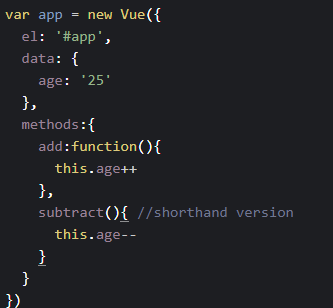 var app = new Vue({
  el: '#app',
  data: {
    age: '25'
  },
  methods:{
    add:function(){
      this.age++
    },
    subtract(){ //shorthand version
      this.age--
    }
  }
})